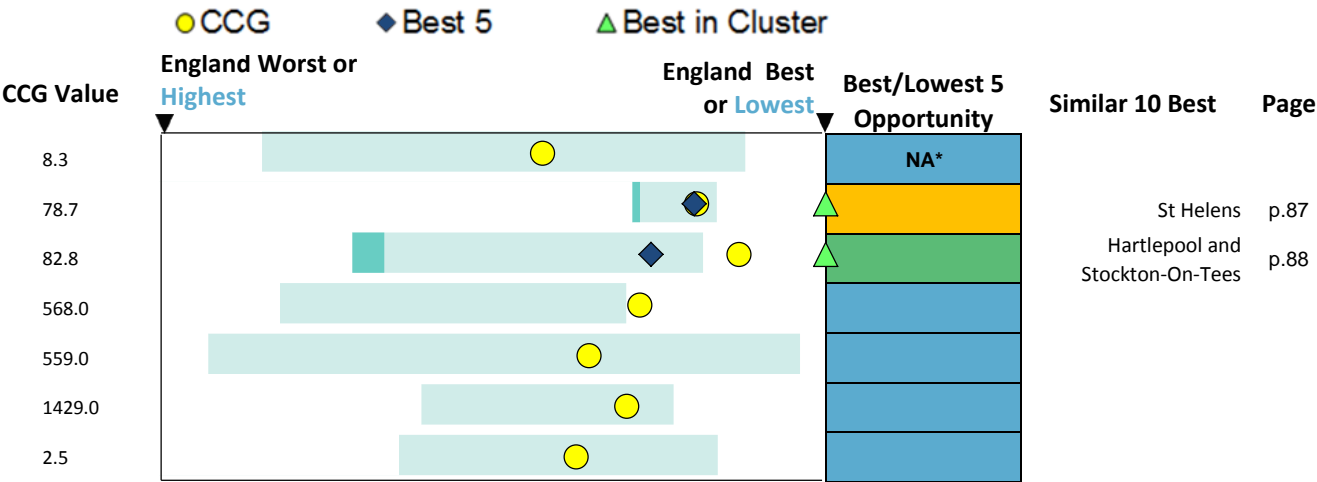 CCG Best 5 Best in Cluster
CCG Value
England Worst or
Highest
England Best
or Lowest
Best/Lowest 5
Opportunity
Similar 10 Best
Page
8.3 NA*
78.7 St Helens p.87
82.8 Hartlepool and
Stockton-On-Tees p.88
568.0
559.0
1429.0
2.5